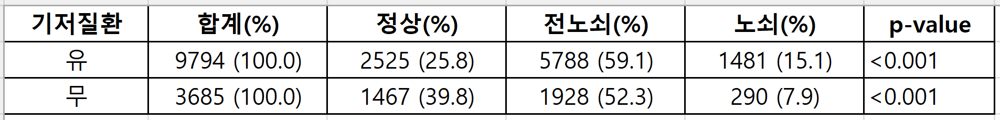 기저질환 합계(%) 정상(%) 전노쇠(%) 노쇠(%) p-value
유 9794 (100.0) 2525 (25.8) 5788 (59.1) 1481 (15.1) <0.001
무 3685 (100.0) 1467 (39.8) 1928 (52.3) 290 (7.9) <0.001